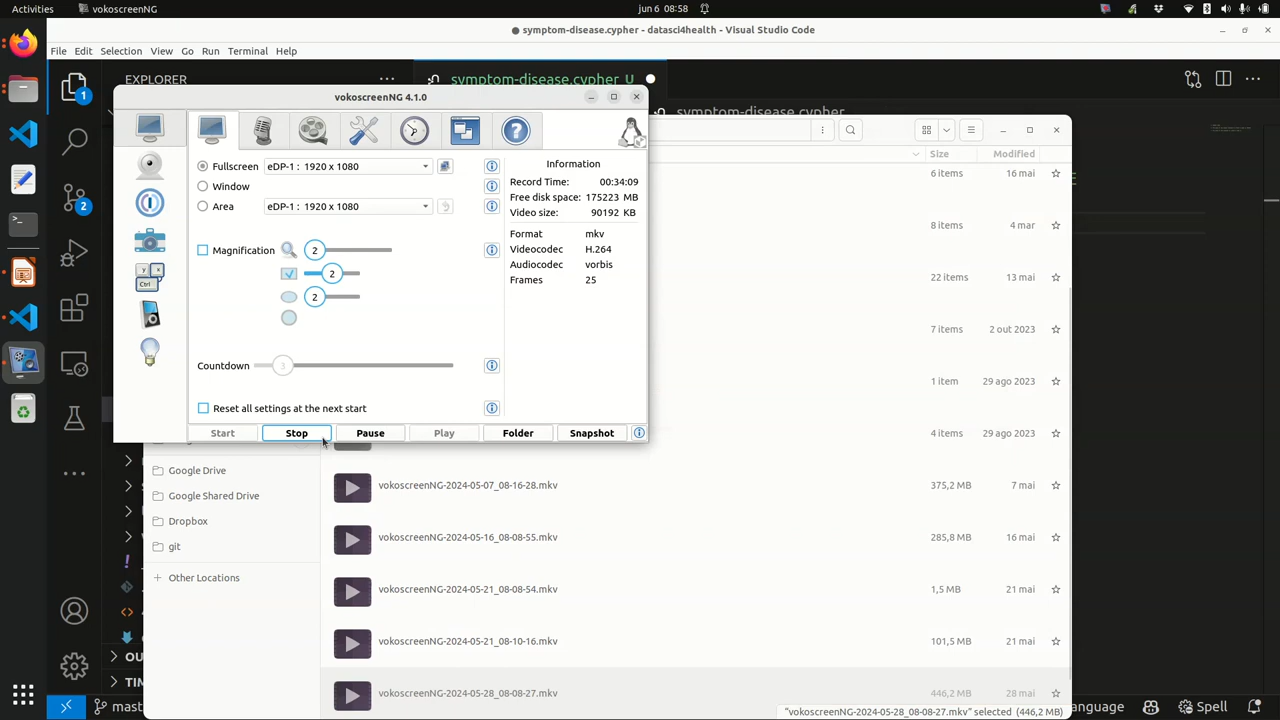 Activities
vokoscreenNG
jun 6 08:58
symptom-disease.cypher - datasci4health - Visual Studio Code
File Edit Selection View Go Run Terminal Help
EXPLORER
symptom-disease.cypher U
symptom-disease.cypher
1
2
vokoscreenNG 4.1.0
Fullscreen
eDP-1 : 1920 x 1080
Window
Area
eDP-1 : 1920 x 1080
Magnification
2
2
2
Countdown
3
Reset all settings at the next start
Information
Record Time: 00:34:09
Free disk space: 175223 MB
Video size: 90192 KB
Format mkv
Videocodec H.264
Audiocodec vorbis
Frames 25
Start Stop Pause Play Folder Snapshot
Size Modified
6 items 16 mai
8 items 4 mar
22 items 13 mai
7 items 2 out 2023
1 item 29 ago 2023
4 items 29 ago 2023
Google Drive
Google Shared Drive
Dropbox
git
Other Locations
vokoscreenNG-2024-05-07_08-16-28.mkv 375,2 MB 7 mai
vokoscreenNG-2024-05-16_08-08-55.mkv 285,8 MB 16 mai
vokoscreenNG-2024-05-21_08-08-54.mkv 1,5 MB 21 mai
vokoscreenNG-2024-05-21_08-10-16.mkv 101,5 MB 21 mai
vokoscreenNG-2024-05-28_08-08-27.mkv 446,2 MB 28 mai
"vokoscreenNG-2024-05-28_08-08-27.mkv" selected (446,2 MB)
OU
TIM
mast
anguage
Spell